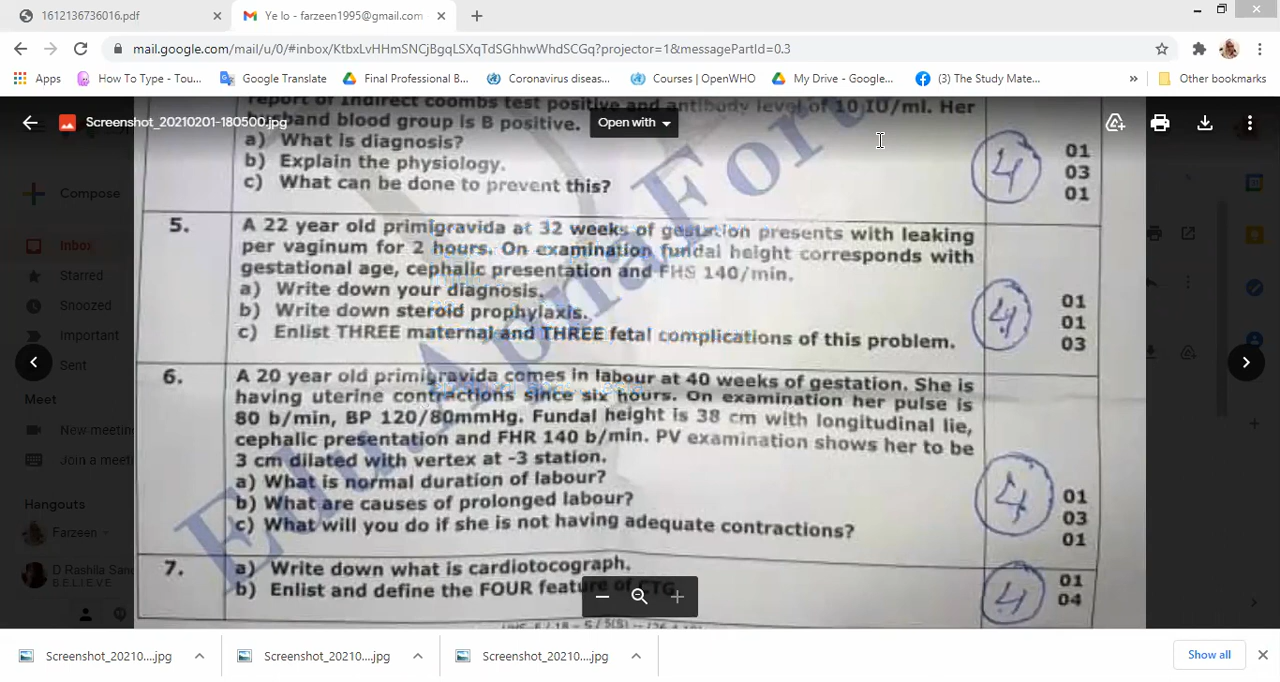 1612136736016.pdf
Ye lo - farzeen1995@gmail.com
mail.google.com/mail/u/0/#inbox/KtbxLvHHmSNCjBgqLSXqTdSGhhwWhdSCGq?projector=1&messagePartId=0.3
Apps
How To Type - Tou...
Google Translate
Final Professional B...
Coronavirus diseas...
Courses | OpenWHO
My Drive - Google...
(3) The Study Mate...
Other bookmarks
Screenshot_20210201-180500.jpg
Open with
Compose
Inbox
Starred
Snoozed
Important
Sent
Meet
New meetin
Join a meeti
Hangouts
Farzeen
D Rashila Sand
B.E.L.I.E.V.E
report of indirect coombs test positive and antibody level of 10 IU/ml. Her
band blood group is B positive.
a) What is diagnosis? 01
b) Explain the physiology. 03
c) What can be done to prevent this? 01
4
5. A 22 year old primigravida at 32 weeks of gestation presents with leaking
per vaginum for 2 hours. On examination fundal height corresponds with
gestational age, cephalic presentation and FHS 140/min.
a) Write down your diagnosis. 01
b) Write down steroid prophylaxis. 01
c) Enlist THREE maternal and THREE fetal complications of this problem. 03
4
6. A 20 year old primigravida comes in labour at 40 weeks of gestation. She is
having uterine contractions since six hours. On examination her pulse is
80 b/min, BP 120/80mmHg. Fundal height is 38 cm with longitudinal lie,
cephalic presentation and FHR 140 b/min. PV examination shows her to be
3 cm dilated with vertex at -3 station.
a) What is normal duration of labour? 01
b) What are causes of prolonged labour? 03
c) What will you do if she is not having adequate contractions? 01
4
7. a) Write down what is cardiotocograph. 01
b) Enlist and define the FOUR feature of CTG 04
4
Screenshot_20210....jpg
Screenshot_20210....jpg
Screenshot_20210....jpg
Show all